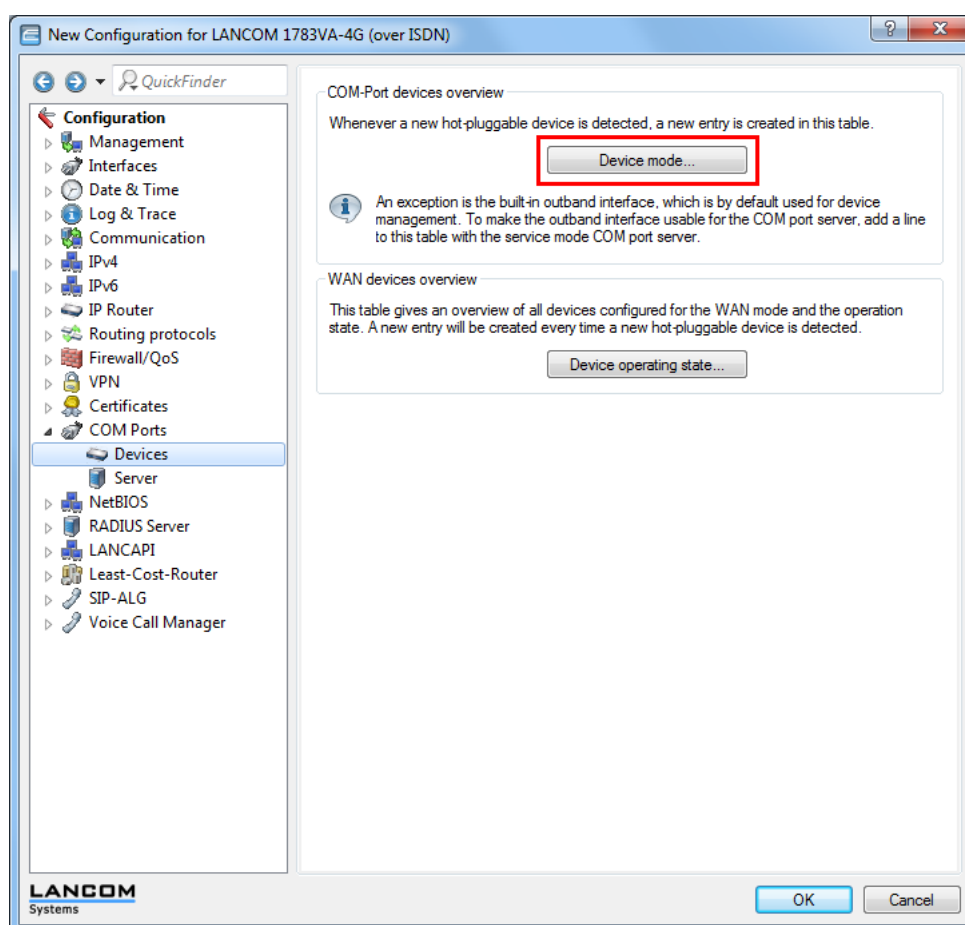 New Configuration for LANCOM 1783VA-4G (over ISDN)
QuickFinder
Configuration
Management
Interfaces
Date & Time
Log & Trace
Communication
IPv4
IPv6
IP Router
Routing protocols
Firewall/QoS
VPN
Certificates
COM Ports
Devices
Server
NetBIOS
RADIUS Server
LANCAPI
Least-Cost-Router
SIP-ALG
Voice Call Manager
COM-Port devices overview
Whenever a new hot-pluggable device is detected, a new entry is created in this table.
Device mode...
An exception is the built-in outband interface, which is by default used for device
management. To make the outband interface usable for the COM port server, add a line
to this table with the service mode COM port server.
WAN devices overview
This table gives an overview of all devices configured for the WAN mode and the operation
state. A new entry will be created every time a new hot-pluggable device is detected.
Device operating state...
LANCOM
Systems
OK
Cancel